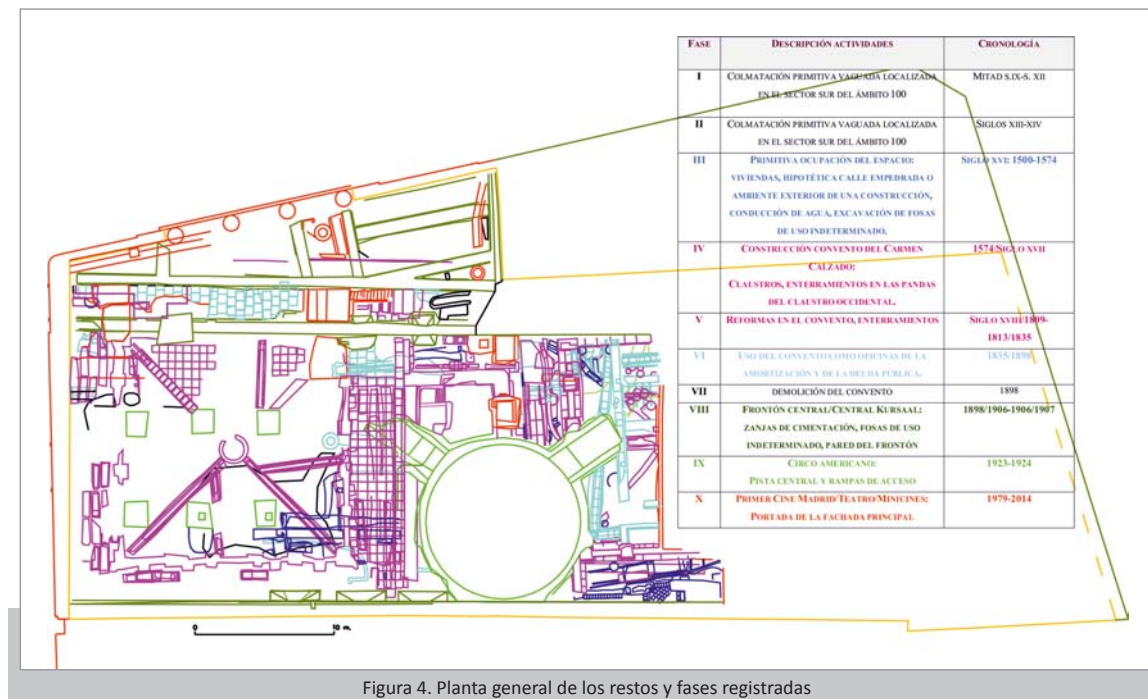 FASE DESCRIPCIÓN ACTIVIDADES CRONOLOGÍA
I COLMATACIÓN PRIMITIVA VAGUADA LOCALIZADA MITAD S.IX-S. XII
EN EL SECTOR SUR DEL ÁMBITO 100
II COLMATACIÓN PRIMITIVA VAGUADA LOCALIZADA SIGLOS XIII-XIV
EN EL SECTOR SUR DEL ÁMBITO 100
III PRIMITIVA OCUPACIÓN DEL ESPACIO: SIGLO XVI: 1500-1574
VIVIENDAS, HIPOTÉTICA CALLE EMPEDRADA O
AMBIENTE EXTERIOR DE UNA CONSTRUCCIÓN,
CONDUCCIÓN DE AGUA, EXCAVACIÓN DE FOSAS
DE USO INDETERMINADO.
IV CONSTRUCCIÓN CONVENTO DEL CARMEN 1574/SIGLO XVII
CALZADO:
CLAUSTROS, ENTERRAMIENTOS EN LAS PANDAS
DEL CLAUSTRO OCCIDENTAL.
V REFORMAS EN EL CONVENTO, ENTERRAMIENTOS SIGLO XVIII/1809-
1813/1835
VI USO DEL CONVENTO COMO OFICINAS DE LA 1835/1898
AMORTIZACIÓN Y DE LA DEUDA PÚBLICA.
VII DEMOLICIÓN DEL CONVENTO 1898
VIII FRONTÓN CENTRAL/CENTRAL KURSAAL: 1898/1906-1906/1907
ZANJAS DE CIMENTACIÓN, FOSAS DE USO
INDETERMINADO, PARED DEL FRONTÓN
IX CIRCO AMERICANO: 1923-1924
PISTA CENTRAL Y RAMPAS DE ACCESO
X PRIMER CINE MADRID/TEATRO/MINICINES: 1979-2014
PORTADA DE LA FACHADA PRINCIPAL
0 10 m.
Figura 4. Planta general de los restos y fases registradas